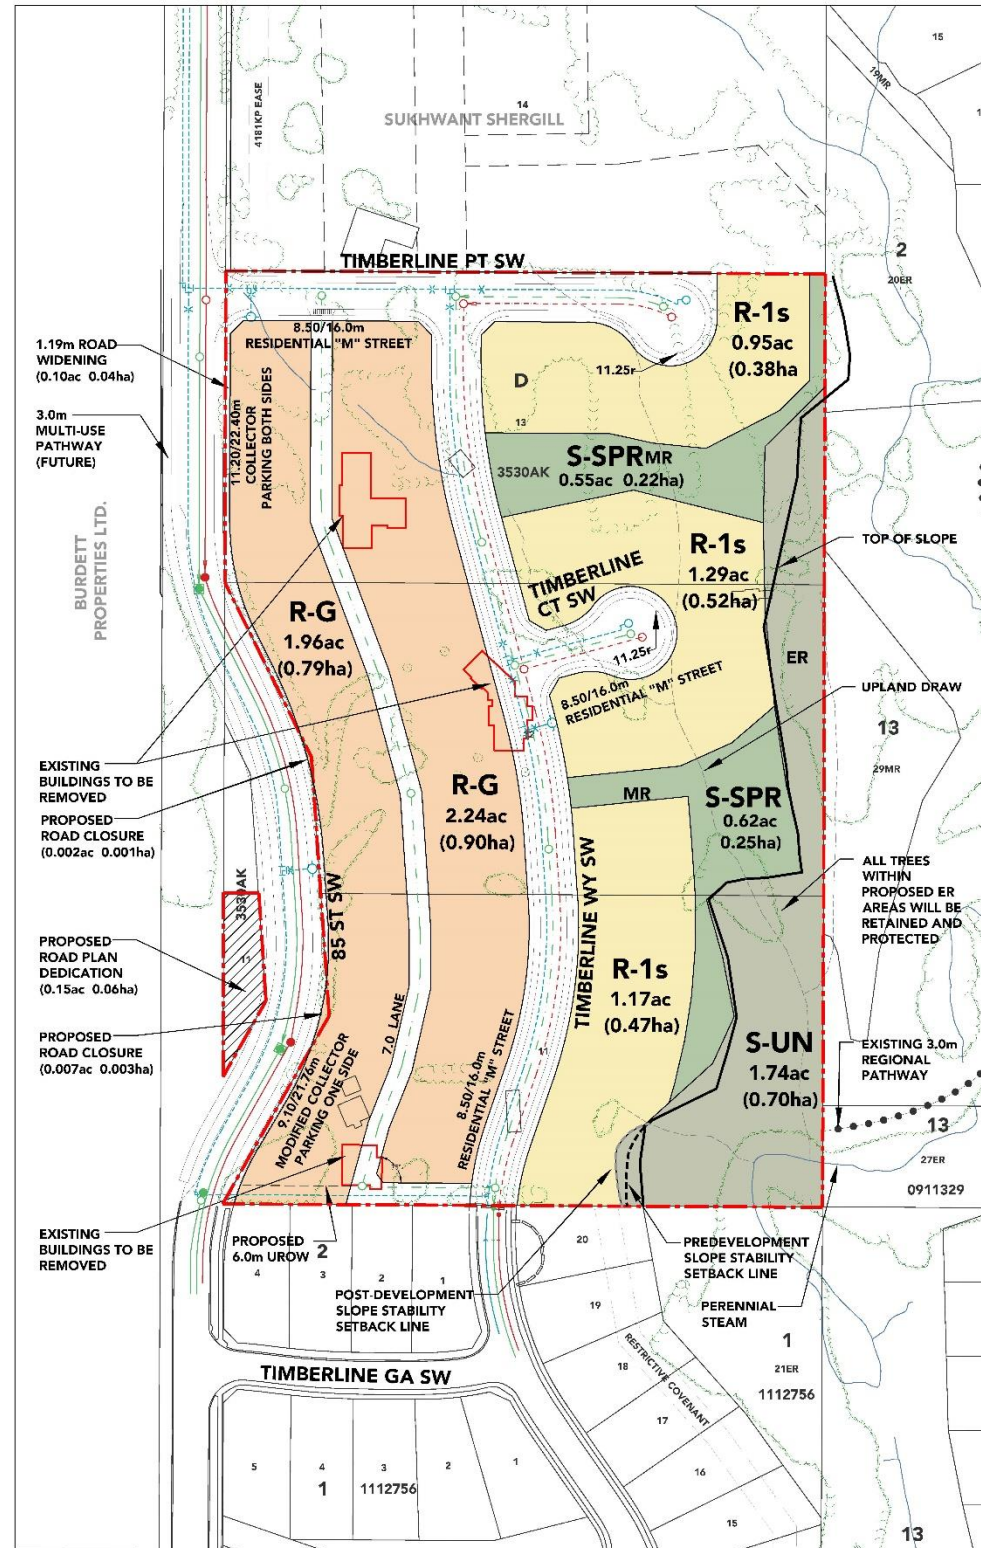 15
19MR
14
SUKHWANT SHERGILL
4181KP EASE
2
20ER
TIMBERLINE PT SW
8.50/16.0m
RESIDENTIAL "M" STREET
R-1s
0.95ac
(0.38ha
11.25r
D
13
1.19m ROAD
WIDENING
(0.10ac 0.04ha)
3.0m
MULTI-USE
PATHWAY
(FUTURE)
11.20/22.40m
COLLECTOR
PARKING BOTH SIDES
S-SPR MR
0.55ac 0.22ha)
3530AK
BURDETT
PROPERTIES LTD.
R-1s
1.29ac
(0.52ha)
TOP OF SLOPE
TIMBERLINE
CT SW
R-G
1.96ac
(0.79ha)
11.25r
8.50/16.0m
RESIDENTIAL "M" STREET
ER
UPLAND DRAW
13
29MR
EXISTING
BUILDINGS TO BE
REMOVED
R-G
2.24ac
(0.90ha)
MR
S-SPR
0.62ac
0.25ha)
PROPOSED
ROAD CLOSURE
(0.002ac 0.001ha)
ALL TREES
WITHIN
PROPOSED ER
AREAS WILL BE
RETAINED AND
PROTECTED
3530AK
11
85 ST SW
TIMBERLINE WY SW
PROPOSED
ROAD PLAN
DEDICATION
(0.15ac 0.06ha)
R-1s
1.17ac
(0.47ha)
7.0 LANE
PROPOSED
ROAD CLOSURE
(0.007ac 0.003ha)
9.10/21.76m
MODIFIED COLLECTOR
PARKING ONE SIDE
8.50/16.0m
RESIDENTIAL "M" STREET
11
S-UN
1.74ac
(0.70ha)
EXISTING 3.0m
REGIONAL
PATHWAY
13
27ER
0911329
EXISTING
BUILDINGS TO BE
REMOVED
PROPOSED
6.0m UROW
2
4
3
2
1
POST-DEVELOPMENT
SLOPE STABILITY
SETBACK LINE
PREDEVELOPMENT
SLOPE STABILITY
SETBACK LINE
PERENNIAL
STEAM
20
19
18
17
16
15
RESTRICTIVE COVENANT
1
21ER
1112756
TIMBERLINE GA SW
5
4
3
2
1
1
1112756
13